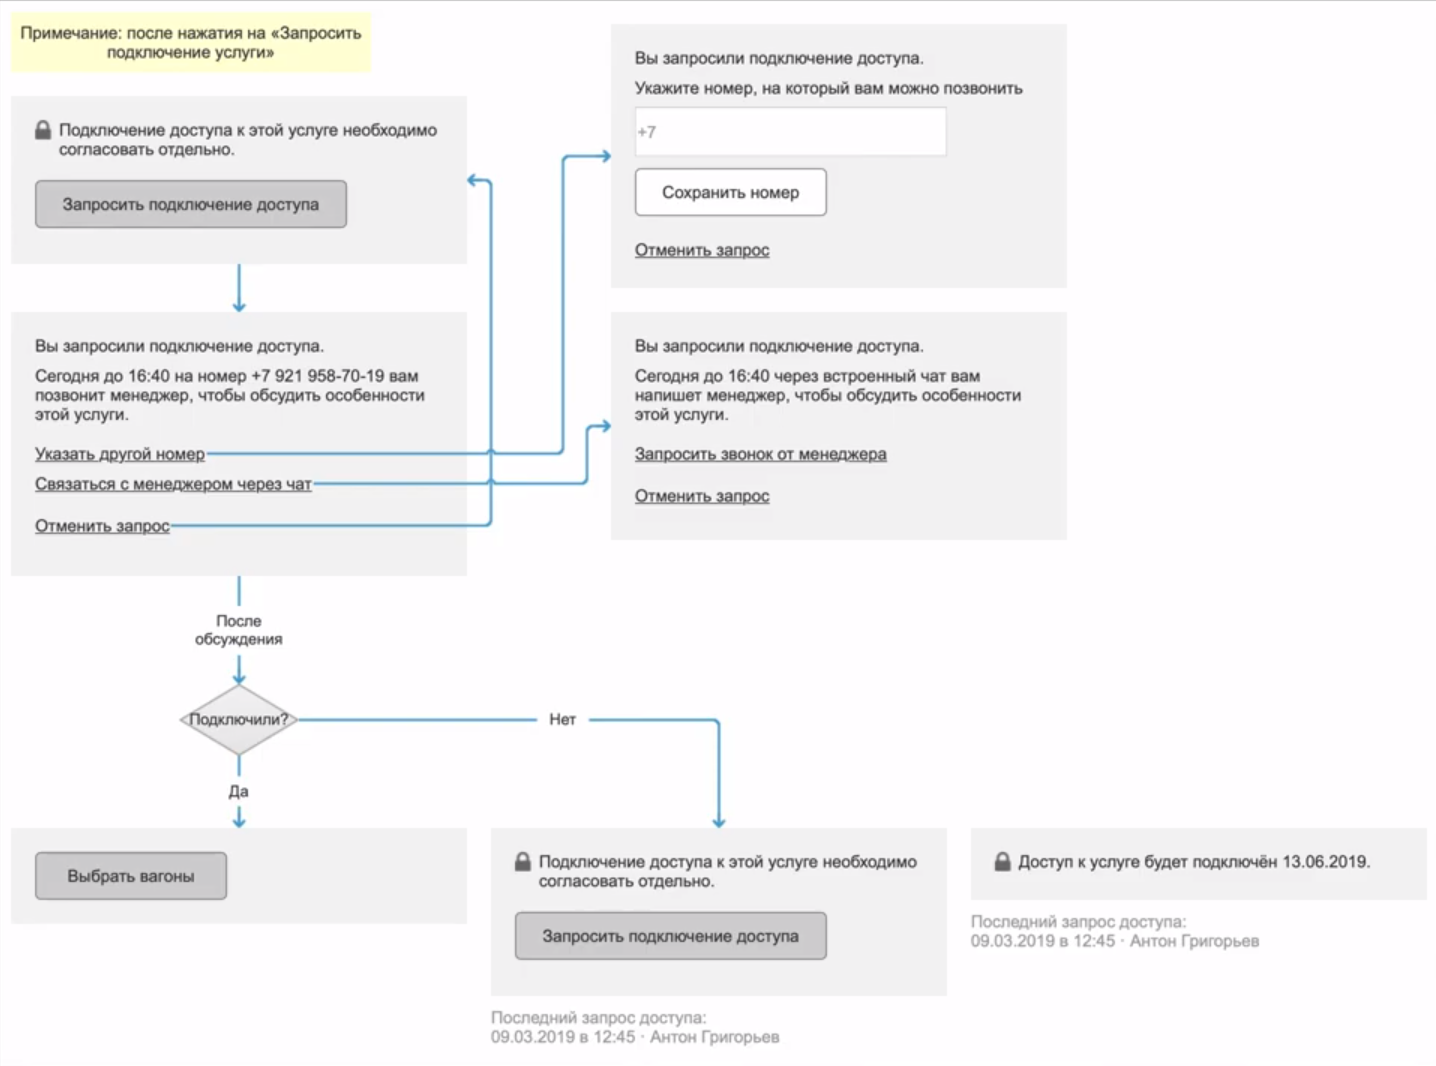 Примечание: после нажатия на «Запросить
подключение услуги»
Подключение доступа к этой услуге необходимо
согласовать отдельно.
Запросить подключение доступа
Вы запросили подключение доступа.
Укажите номер, на который вам можно позвонить
+7
Сохранить номер
Отменить запрос
Вы запросили подключение доступа.
Сегодня до 16:40 на номер +7 921 958-70-19 вам
позвонит менеджер, чтобы обсудить особенности
этой услуги.
Указать другой номер
Связаться с менеджером через чат
Отменить запрос
Вы запросили подключение доступа.
Сегодня до 16:40 через встроенный чат вам
напишет менеджер, чтобы обсудить особенности
этой услуги.
Запросить звонок от менеджера
Отменить запрос
После
обсуждения
Подключили?
Нет
Да
Выбрать вагоны
Подключение доступа к этой услуге необходимо
согласовать отдельно.
Запросить подключение доступа
Последний запрос доступа:
09.03.2019 в 12:45 · Антон Григорьев
Доступ к услуге будет подключён 13.06.2019.
Последний запрос доступа:
09.03.2019 в 12:45 · Антон Григорьев